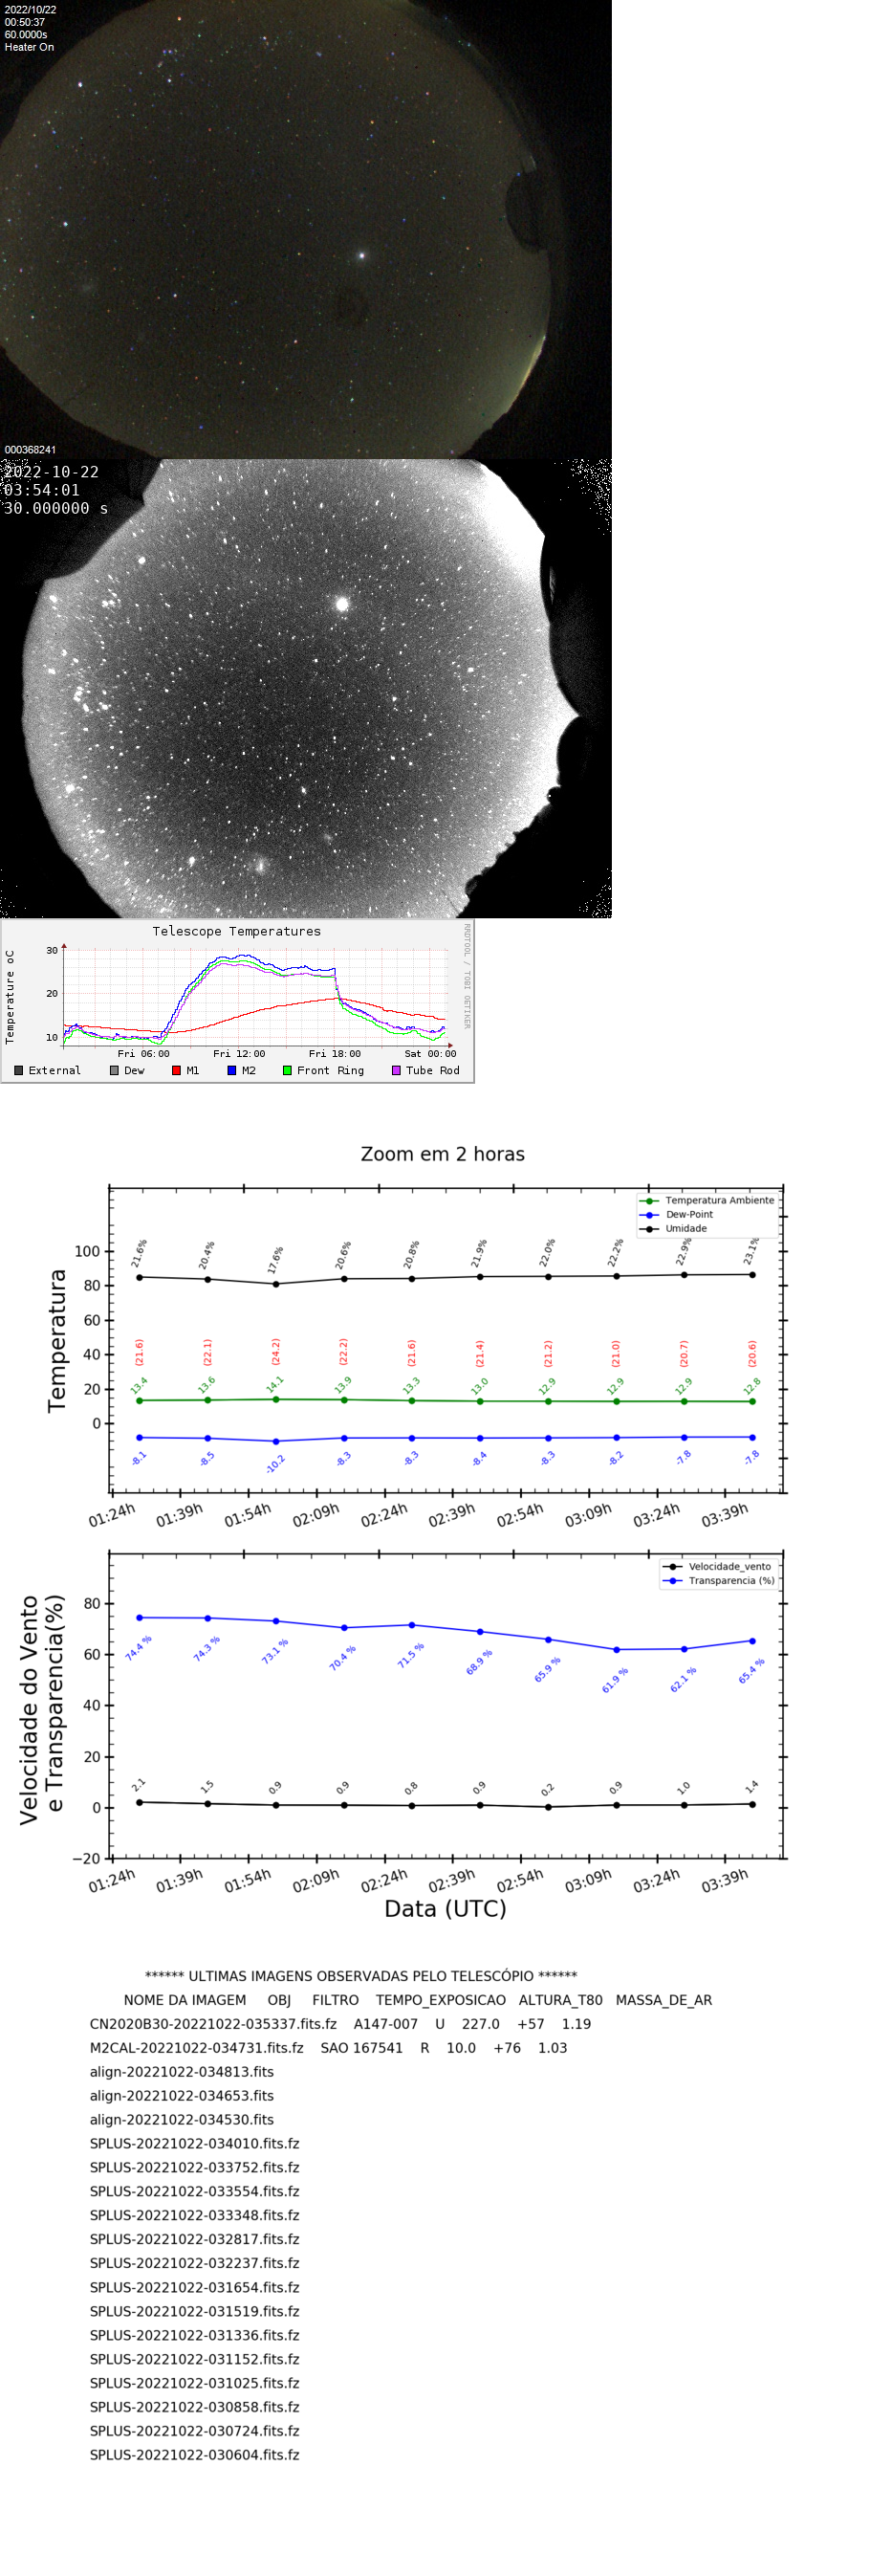 2022/10/22
00:50:37
60.0000s
Heater On
000368241
2022-10-22
03:54:01
30.000000 s
Telescope Temperatures
RRDTOOL / TOBI OETIKER
Temperature oC
30
20
10
Fri 06:00 Fri 12:00 Fri 18:00 Sat 00:00
External Dew M1 M2 Front Ring Tube Rod
Zoom em 2 horas
Temperatura Ambiente
Dew-Point
Umidade
Temperatura
100
80
60
40
20
0
21.6% 20.4% 17.6% 20.6% 20.8% 21.9% 22.0% 22.2% 22.9% 23.1%
(21.6) (22.1) (24.2) (22.2) (21.6) (21.4) (21.2) (21.0) (20.7) (20.6)
13.4 13.6 14.1 13.9 13.3 13.0 12.9 12.9 12.9 12.8
-8.1 -8.5 -10.2 -8.3 -8.3 -8.4 -8.3 -8.2 -7.8 -7.8
01:24h 01:39h 01:54h 02:09h 02:24h 02:39h 02:54h 03:09h 03:24h 03:39h
Velocidade_vento
Transparencia (%)
Velocidade do Vento
e Transparencia(%)
80
60
40
20
0
−20
74.4 % 74.3 % 73.1 % 70.4 % 71.5 % 68.9 % 65.9 % 61.9 % 62.1 % 65.4 %
2.1 1.5 0.9 0.9 0.8 0.9 0.2 0.9 1.0 1.4
01:24h 01:39h 01:54h 02:09h 02:24h 02:39h 02:54h 03:09h 03:24h 03:39h
Data (UTC)
****** ULTIMAS IMAGENS OBSERVADAS PELO TELESCÓPIO ******
NOME DA IMAGEM OBJ FILTRO TEMPO_EXPOSICAO ALTURA_T80 MASSA_DE_AR
CN2020B30-20221022-035337.fits.fz A147-007 U 227.0 +57 1.19
M2CAL-20221022-034731.fits.fz SAO 167541 R 10.0 +76 1.03
align-20221022-034813.fits
align-20221022-034653.fits
align-20221022-034530.fits
SPLUS-20221022-034010.fits.fz
SPLUS-20221022-033752.fits.fz
SPLUS-20221022-033554.fits.fz
SPLUS-20221022-033348.fits.fz
SPLUS-20221022-032817.fits.fz
SPLUS-20221022-032237.fits.fz
SPLUS-20221022-031654.fits.fz
SPLUS-20221022-031519.fits.fz
SPLUS-20221022-031336.fits.fz
SPLUS-20221022-031152.fits.fz
SPLUS-20221022-031025.fits.fz
SPLUS-20221022-030858.fits.fz
SPLUS-20221022-030724.fits.fz
SPLUS-20221022-030604.fits.fz